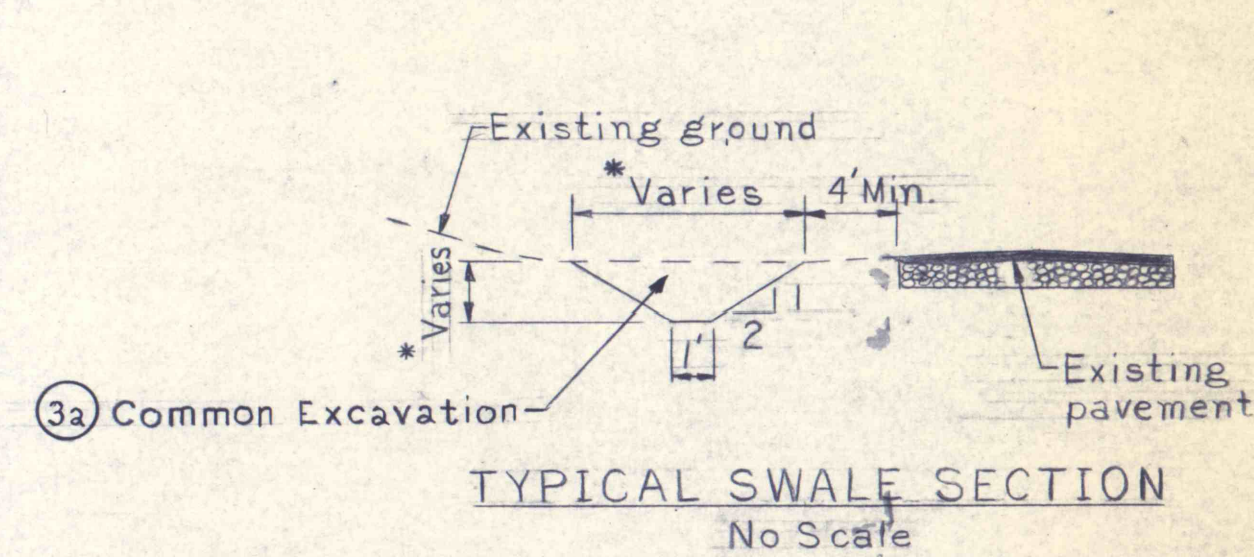 Existing ground
*
Varies
4' Min.
* Varies
1
2
1'
3a Common Excavation
Existing
pavement
TYPICAL SWALE SECTION
No Scale